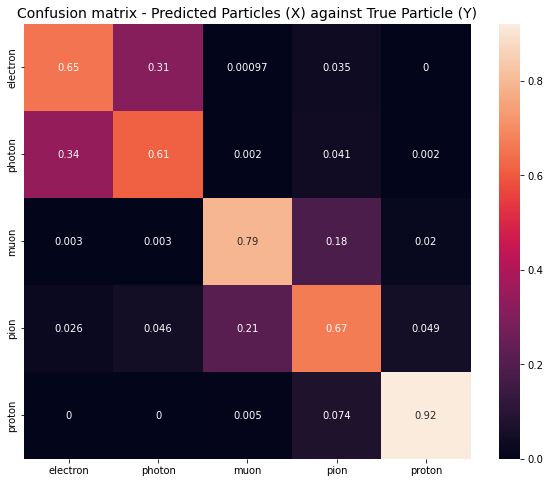 Confusion matrix - Predicted Particles (X) against True Particle (Y)
electron 0.65 0.31 0.00097 0.035 0
photon 0.34 0.61 0.002 0.041 0.002
muon 0.003 0.003 0.79 0.18 0.02
pion 0.026 0.046 0.21 0.67 0.049
proton 0 0 0.005 0.074 0.92
electron photon muon pion proton
0.8
0.6
0.4
0.2
0.0